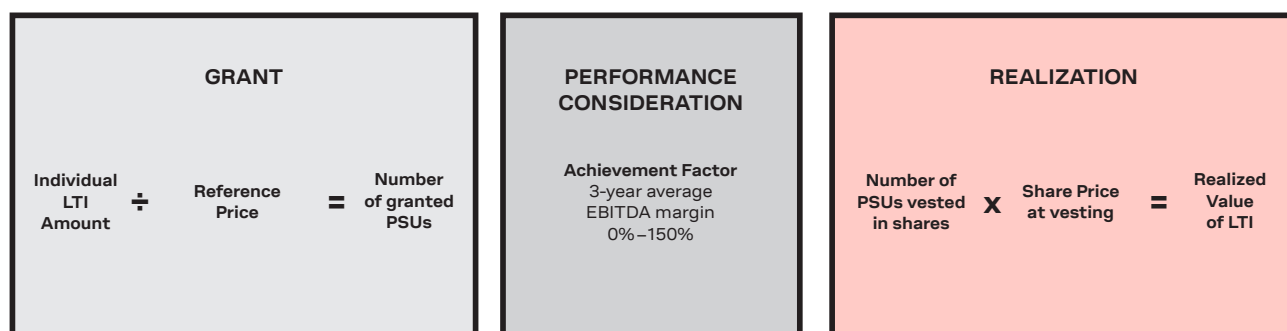 GRANT
Individual
LTI
Amount
÷
Reference
Price
=
Number
of granted
PSUs
PERFORMANCE
CONSIDERATION
Achievement Factor
3-year average
EBITDA margin
0%–150%
REALIZATION
Number of
PSUs vested
in shares
x
Share Price
at vesting
=
Realized
Value
of LTI